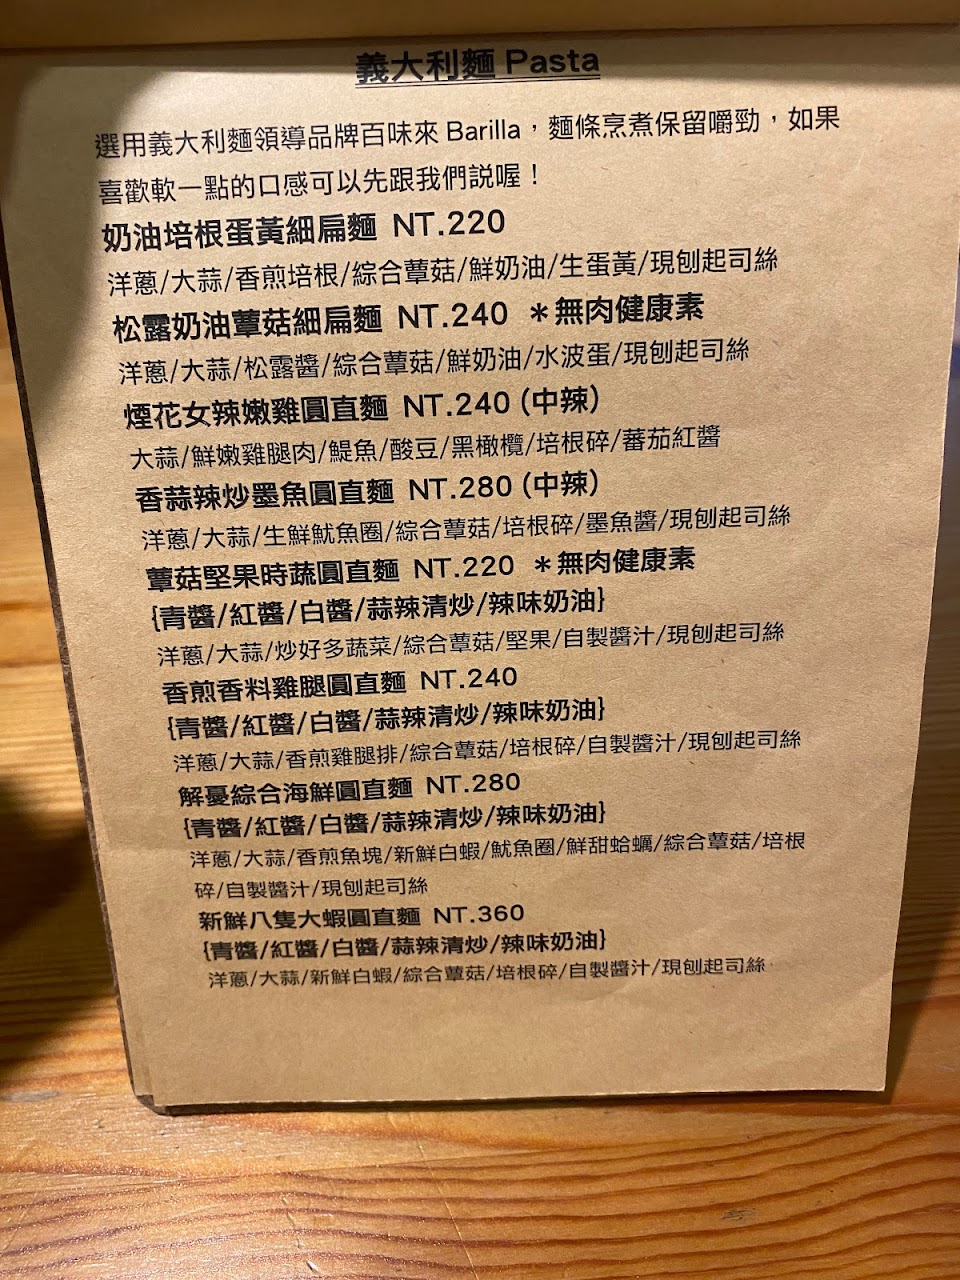 義大利麵 Pasta
選用義大利麵領導品牌百味來 Barilla，麵條烹煮保留嚼勁，如果
喜歡軟一點的口感可以先跟我們説喔！
奶油培根蛋黃細扁麵 NT.220
洋蔥/大蒜/香煎培根/綜合蕈菇/鮮奶油/生蛋黃/現刨起司絲
松露奶油蕈菇細扁麵 NT.240 ＊無肉健康素
洋蔥/大蒜/松露醬/綜合蕈菇/鮮奶油/水波蛋/現刨起司絲
煙花女辣嫩雞圓直麵 NT.240 (中辣)
大蒜/鮮嫩雞腿肉/鯷魚/酸豆/黑橄欖/培根碎/蕃茄紅醬
香蒜辣炒墨魚圓直麵 NT.280 (中辣)
洋蔥/大蒜/生鮮魷魚圈/綜合蕈菇/培根碎/墨魚醬/現刨起司絲
蕈菇堅果時蔬圓直麵 NT.220 ＊無肉健康素
{青醬/紅醬/白醬/蒜辣清炒/辣味奶油}
洋蔥/大蒜/炒好多蔬菜/綜合蕈菇/堅果/自製醬汁/現刨起司絲
香煎香料雞腿圓直麵 NT.240
{青醬/紅醬/白醬/蒜辣清炒/辣味奶油}
洋蔥/大蒜/香煎雞腿排/綜合蕈菇/培根碎/自製醬汁/現刨起司絲
解憂綜合海鮮圓直麵 NT.280
{青醬/紅醬/白醬/蒜辣清炒/辣味奶油}
洋蔥/大蒜/香煎魚塊/新鮮白蝦/魷魚圈/鮮甜蛤蠣/綜合蕈菇/培根
碎/自製醬汁/現刨起司絲
新鮮八隻大蝦圓直麵 NT.360
{青醬/紅醬/白醬/蒜辣清炒/辣味奶油}
洋蔥/大蒜/新鮮白蝦/綜合蕈菇/培根碎/自製醬汁/現刨起司絲